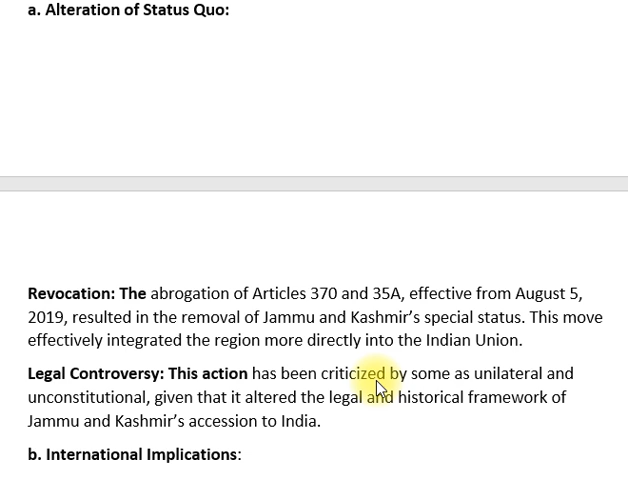 a. Alteration of Status Quo:
Revocation: The abrogation of Articles 370 and 35A, effective from August 5,
2019, resulted in the removal of Jammu and Kashmir’s special status. This move
effectively integrated the region more directly into the Indian Union.
Legal Controversy: This action has been criticized by some as unilateral and
unconstitutional, given that it altered the legal and historical framework of
Jammu and Kashmir’s accession to India.
b. International Implications: